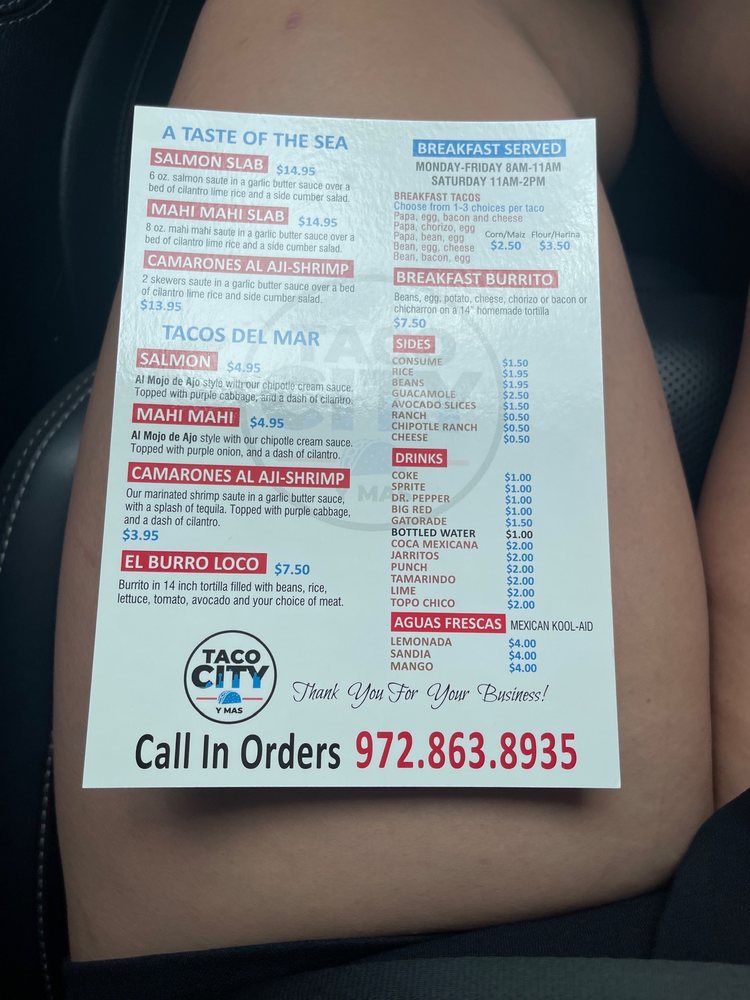 A TASTE OF THE SEA
SALMON SLAB $14.95
6 oz. salmon saute in a garlic butter sauce over a
bed of cilantro lime rice and a side cumber salad.
MAHI MAHI SLAB $14.95
8 oz. mahi mahi saute in a garlic butter sauce over a
bed of cilantro lime rice and a side cumber salad.
CAMARONES AL AJI-SHRIMP
2 skewers saute in a garlic butter sauce over a bed
of cilantro lime rice and side cumber salad.
$13.95
TACOS DEL MAR
SALMON $4.95
Al Mojo de Ajo style with our chipotle cream sauce.
Topped with purple cabbage, and a dash of cilantro.
MAHI MAHI $4.95
Al Mojo de Ajo style with our chipotle cream sauce.
Topped with purple onion, and a dash of cilantro.
CAMARONES AL AJI-SHRIMP
Our marinated shrimp saute in a garlic butter sauce,
with a splash of tequila. Topped with purple cabbage,
and a dash of cilantro.
$3.95
EL BURRO LOCO $7.50
Burrito in 14 inch tortilla filled with beans, rice,
lettuce, tomato, avocado and your choice of meat.
BREAKFAST SERVED
MONDAY-FRIDAY 8AM-11AM
SATURDAY 11AM-2PM
BREAKFAST TACOS
Choose from 1-3 choices per taco
Papa, egg, bacon and cheese
Papa, chorizo, egg
Papa, bean, egg Corn/Maiz Flour/Harina
Bean, egg, cheese $2.50 $3.50
Bean, bacon, egg
BREAKFAST BURRITO
Beans, egg, potato, cheese, chorizo or bacon or
chicharron on a 14" homemade tortilla
$7.50
SIDES
CONSUME $1.50
RICE $1.95
BEANS $1.95
GUACAMOLE $2.50
AVOCADO SLICES $1.50
RANCH $0.50
CHIPOTLE RANCH $0.50
CHEESE $0.50
DRINKS
COKE $1.00
SPRITE $1.00
DR. PEPPER $1.00
BIG RED $1.00
GATORADE $1.50
BOTTLED WATER $1.00
COCA MEXICANA $2.00
JARRITOS $2.00
PUNCH $2.00
TAMARINDO $2.00
LIME $2.00
TOPO CHICO $2.00
AGUAS FRESCAS MEXICAN KOOL-AID
LEMONADA $4.00
SANDIA $4.00
MANGO $4.00
TACO
CITY
Y MAS
Thank You For Your Business!
Call In Orders 972.863.8935
TACO
CITY
Y MAS